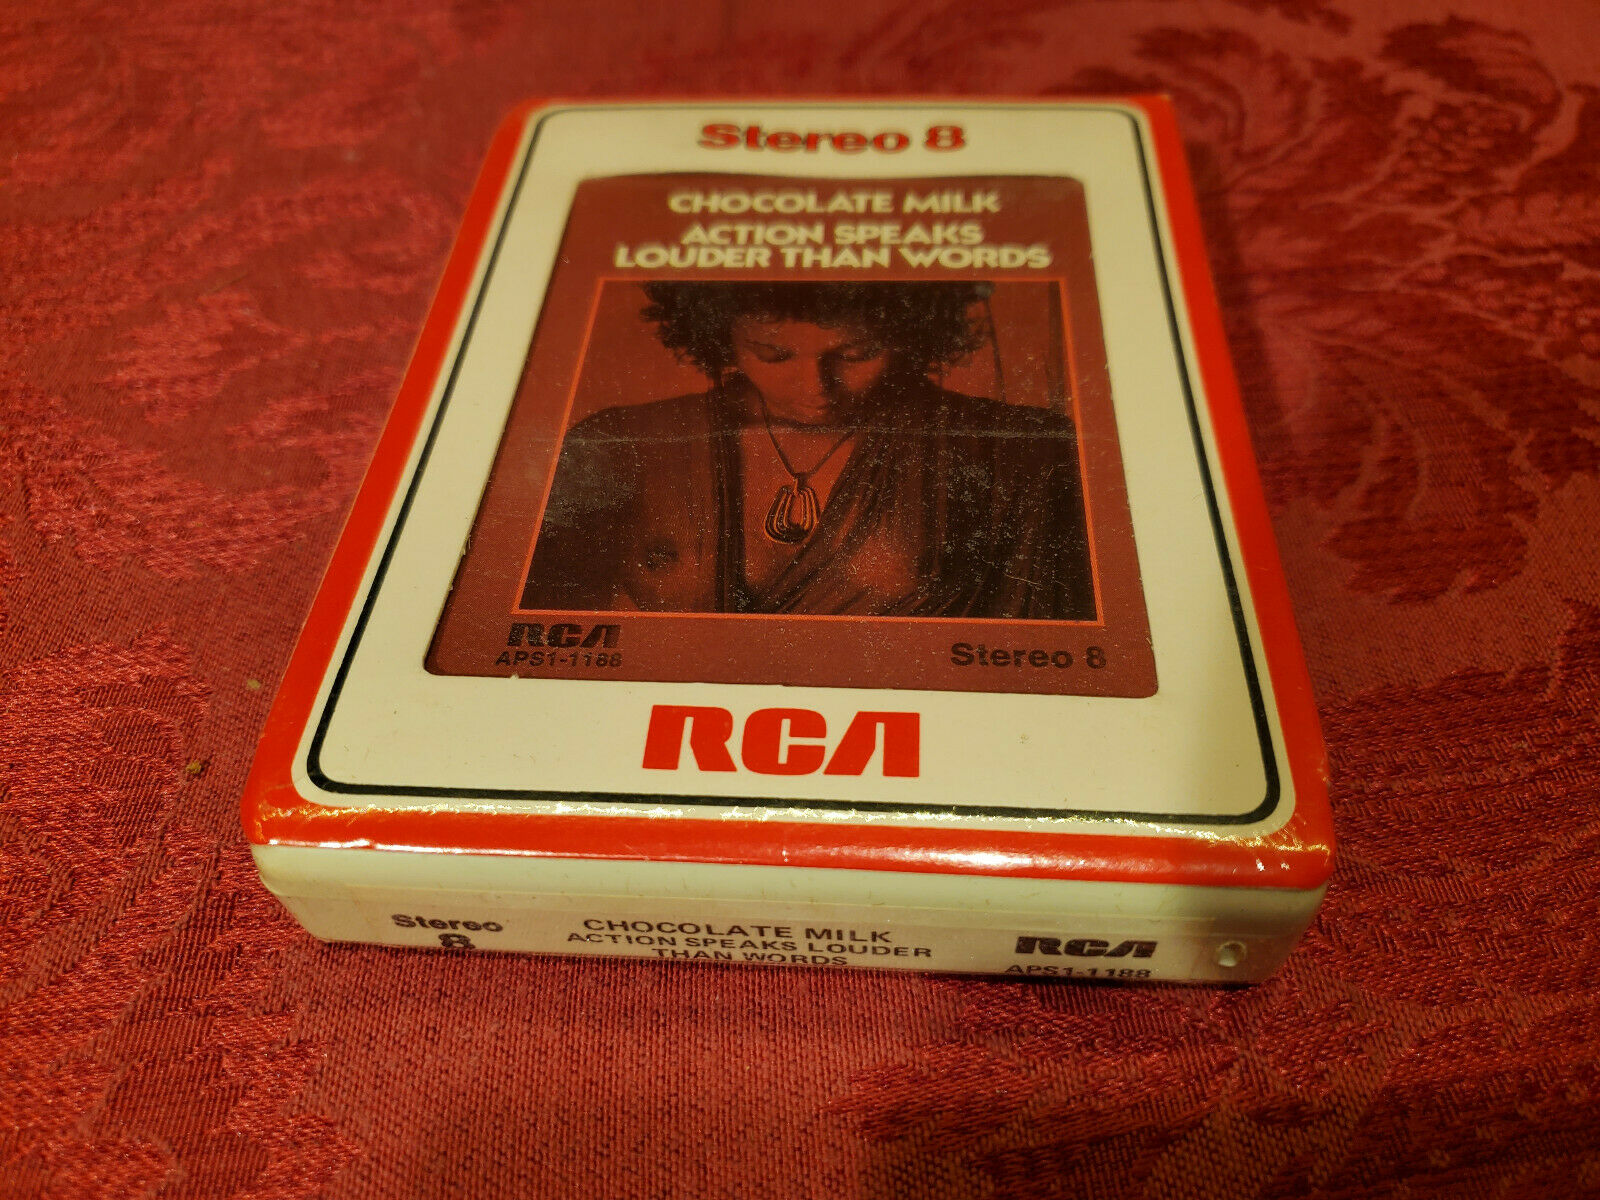 Stereo 8
CHOCOLATE MILK
ACTION SPEAKS
LOUDER THAN WORDS
RCA
APS1-1188
Stereo 8
RCA
Stereo
8
CHOCOLATE MILK
ACTION SPEAKS LOUDER
THAN WORDS
RCA
APS1-1188